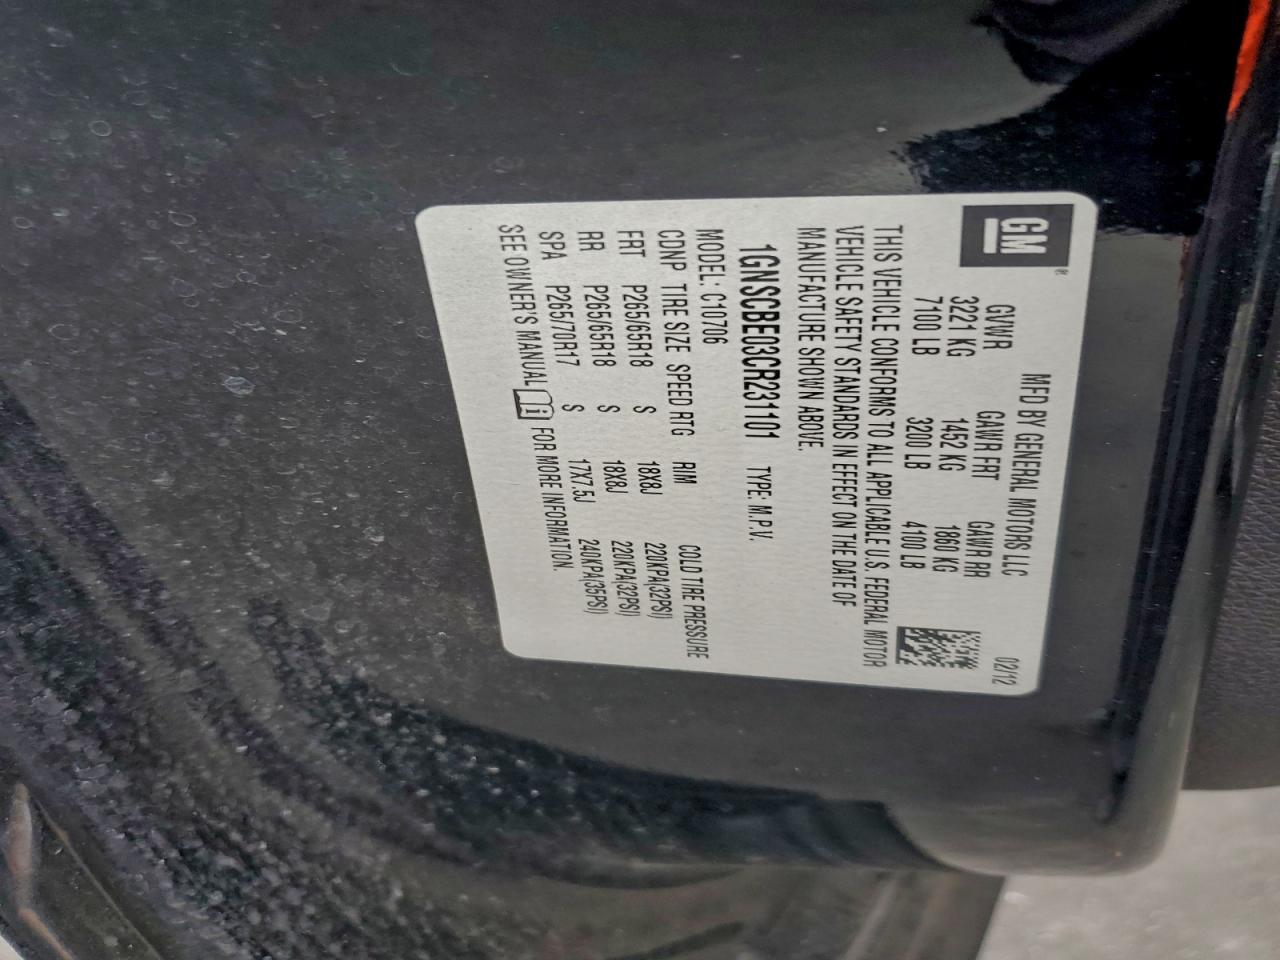 GM®
MFD BY GENERAL MOTORS LLC 02/12
GVWR GAWR FRT GAWR RR
3221 KG 1452 KG 1860 KG
7100 LB 3200 LB 4100 LB
THIS VEHICLE CONFORMS TO ALL APPLICABLE U.S. FEDERAL MOTOR
VEHICLE SAFETY STANDARDS IN EFFECT ON THE DATE OF
MANUFACTURE SHOWN ABOVE.
1GNSCBE03CR231101 TYPE: M.P.V.
MODEL: C10706
CDNP TIRE SIZE SPEED RTG RIM COLD TIRE PRESSURE
FRT P265/65R18 S 18X8J 220KPA(32PSI)
RR P265/65R18 S 18X8J 220KPA(32PSI)
SPA P265/70R17 S 17X7.5J 240KPA(35PSI)
SEE OWNER'S MANUAL i FOR MORE INFORMATION.